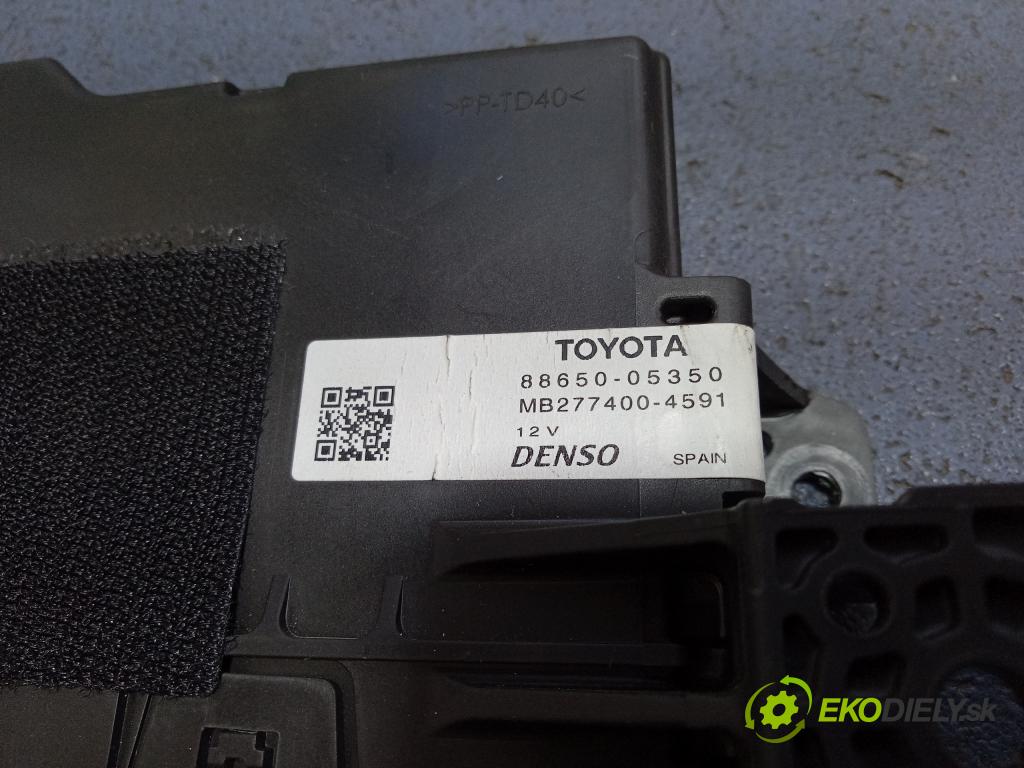 >PP-TD40<
TOYOTA
88650-05350
MB277400-4591
12V
DENSO SPAIN
EKODIELY.sk